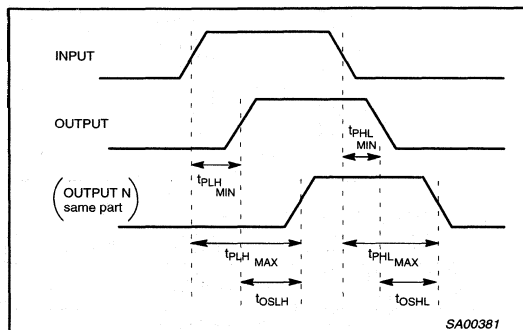 INPUT
OUTPUT
tPHL MIN
tPLH MIN
(OUTPUT N same part)
tPLH MAX
tPHL MAX
tOSLH
tOSHL
SA00381